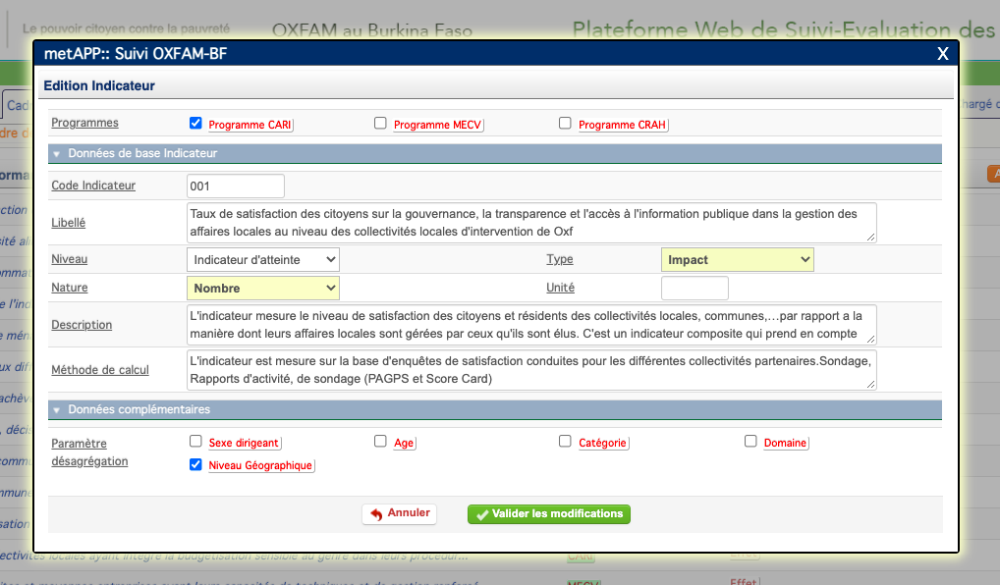 Le pouvoir citoyen contre la pauvreté
OXFAM au Burkina Faso
Plateforme Web de Suivi-Evaluation des
metAPP:: Suivi OXFAM-BF
X
Edition Indicateur
Programmes
Programme CARI
Programme MECV
Programme CRAH
Données de base Indicateur
Code Indicateur
001
Libellé
Taux de satisfaction des citoyens sur la gouvernance, la transparence et l'accès à l'information publique dans la gestion des
affaires locales au niveau des collectivités locales d'intervention de Oxf
Niveau
Indicateur d'atteinte
Type
Impact
Nature
Nombre
Unité
Description
L'indicateur mesure le niveau de satisfaction des citoyens et résidents des collectivités locales, communes,...par rapport a la
manière dont leurs affaires locales sont gérées par ceux qu'ils sont élus. C'est un indicateur composite qui prend en compte
Méthode de calcul
L'indicateur est mesure sur la base d'enquêtes de satisfaction conduites pour les différentes collectivités partenaires.Sondage,
Rapports d'activité, de sondage (PAGPS et Score Card)
Données complémentaires
Paramètre
désagrégation
Sexe dirigeant
Age
Catégorie
Domaine
Niveau Géographique
Annuler
Valider les modifications
CARI
Effet
MECV
Effet